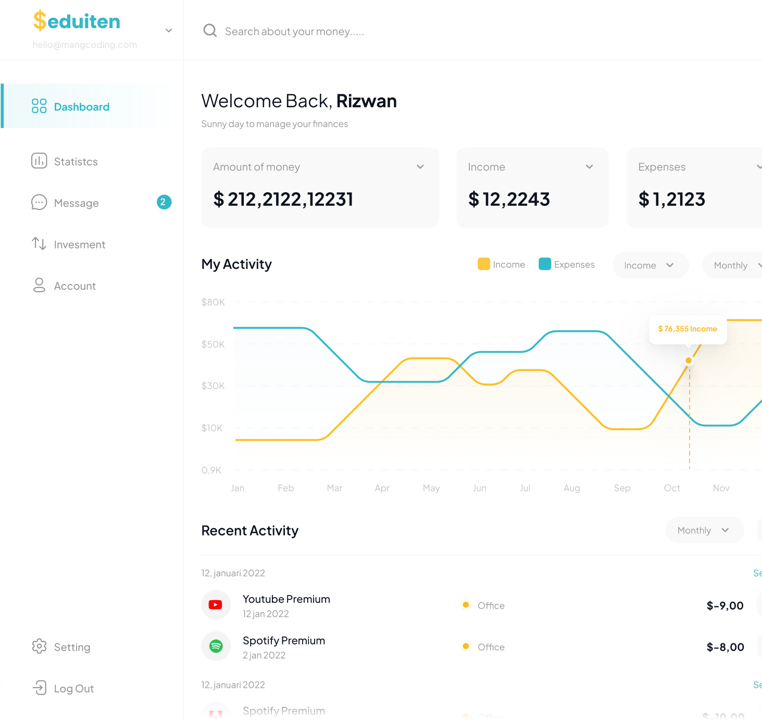 $eduiten
hello@mangcoding.com
Search about your money.....
Dashboard
Statistcs
Message 2
Invesment
Account
Setting
Log Out
Welcome Back, Rizwan
Sunny day to manage your finances
Amount of money
$ 212,2122,12231
Income
$ 12,2243
Expenses
$ 1,2123
My Activity
Income Expenses Income Monthly
$80K
$50K
$30K
$10K
0,9K
$ 76,355 Income
Jan Feb Mar Apr May Jun Jul Aug Sep Oct Nov
Recent Activity
Monthly
12, januari 2022
Se
Youtube Premium
12 jan 2022
Office
$-9,00
Spotify Premium
2 jan 2022
Office
$-8,00
12, januari 2022
Se
Spotify Premium
Office
$-10,00